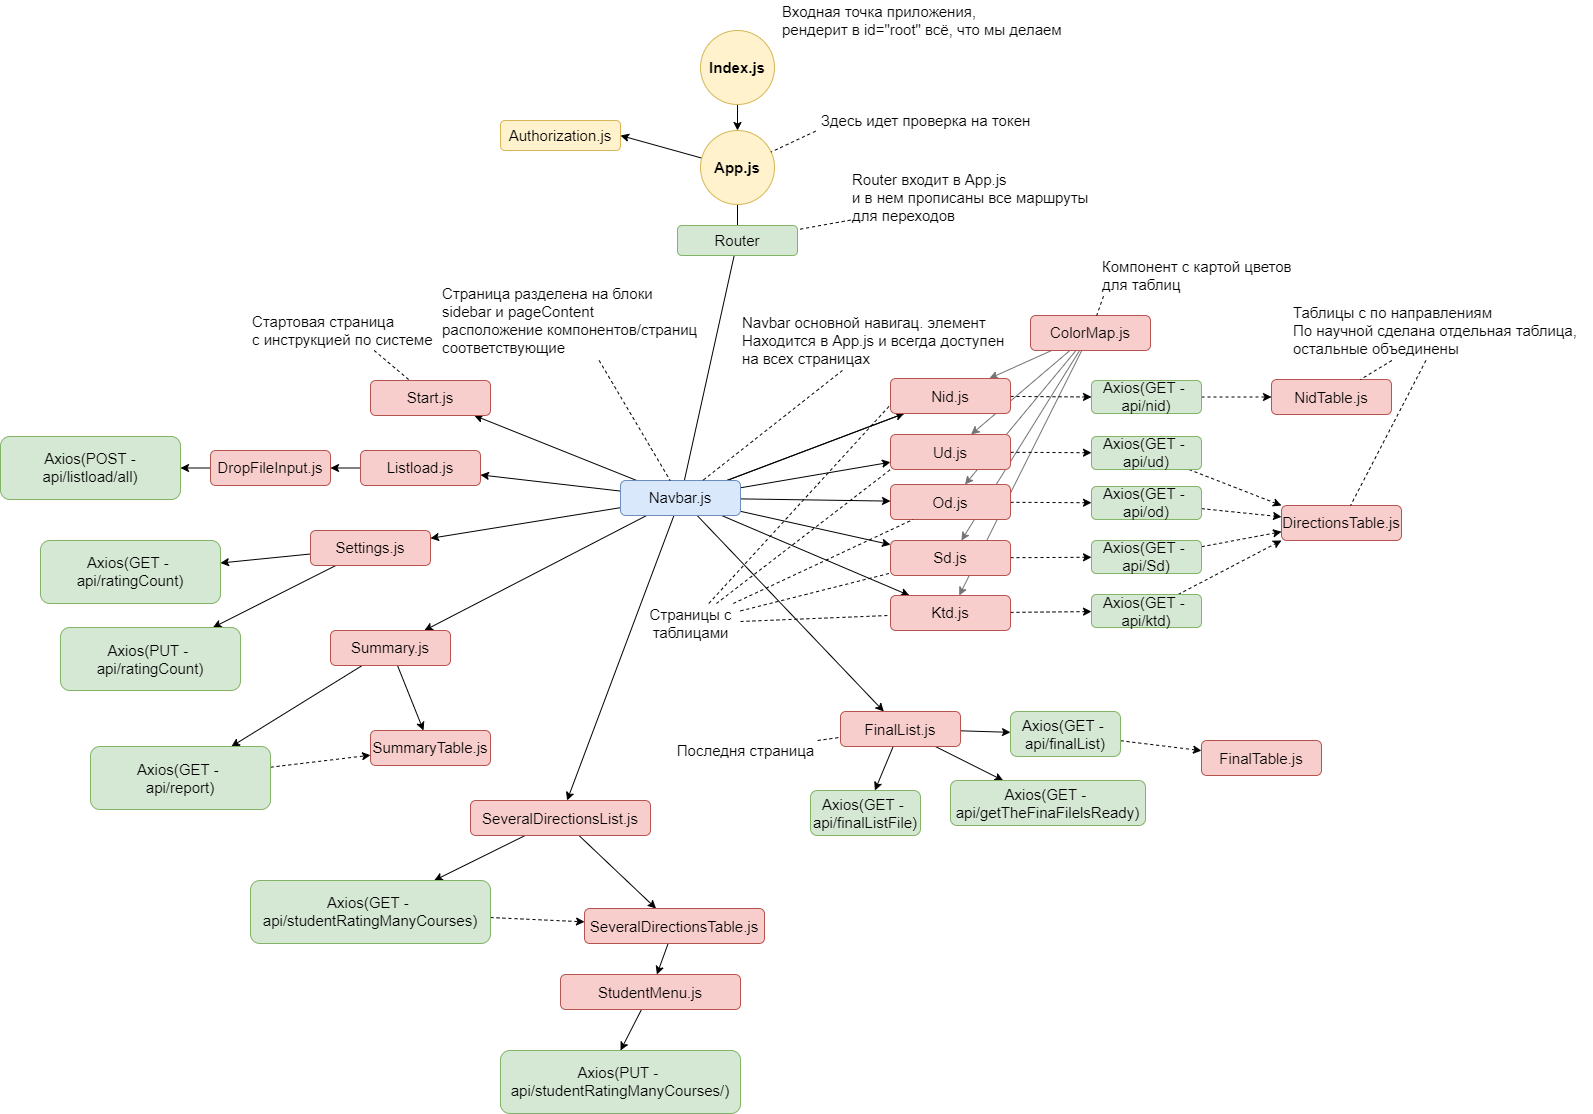 Входная точка приложения,
рендерит в id="root" всё, что мы делаем
Index.js
Здесь идет проверка на токен
Authorization.js
App.js
Router входит в App.js
и в нем прописаны все маршруты
для переходов
Router
Компонент с картой цветов
для таблиц
Страница разделена на блоки
sidebar и pageContent
расположение компонентов/страниц
соответствующие
Стартовая страница
с инструкцией по системе
Navbar основной навигац. элемент
Находится в App.js и всегда доступен
на всех страницах
ColorMap.js
Таблицы с по направлениям
По научной сделана отдельная таблица,
остальные объединены
Start.js
Nid.js
Axios(GET -
api/nid)
NidTable.js
Axios(POST -
api/listload/all)
DropFileInput.js
Listload.js
Ud.js
Axios(GET -
api/ud)
Navbar.js
Od.js
Axios(GET -
api/od)
DirectionsTable.js
Settings.js
Axios(GET -
api/ratingCount)
Sd.js
Axios(GET -
api/Sd)
Страницы с
таблицами
Ktd.js
Axios(GET -
api/ktd)
Axios(PUT -
api/ratingCount)
Summary.js
SummaryTable.js
Axios(GET -
api/report)
Последня страница
FinalList.js
Axios(GET -
api/finalList)
FinalTable.js
Axios(GET -
api/finalListFile)
Axios(GET -
api/getTheFinaFileIsReady)
SeveralDirectionsList.js
Axios(GET -
api/studentRatingManyCourses)
SeveralDirectionsTable.js
StudentMenu.js
Axios(PUT -
api/studentRatingManyCourses/)